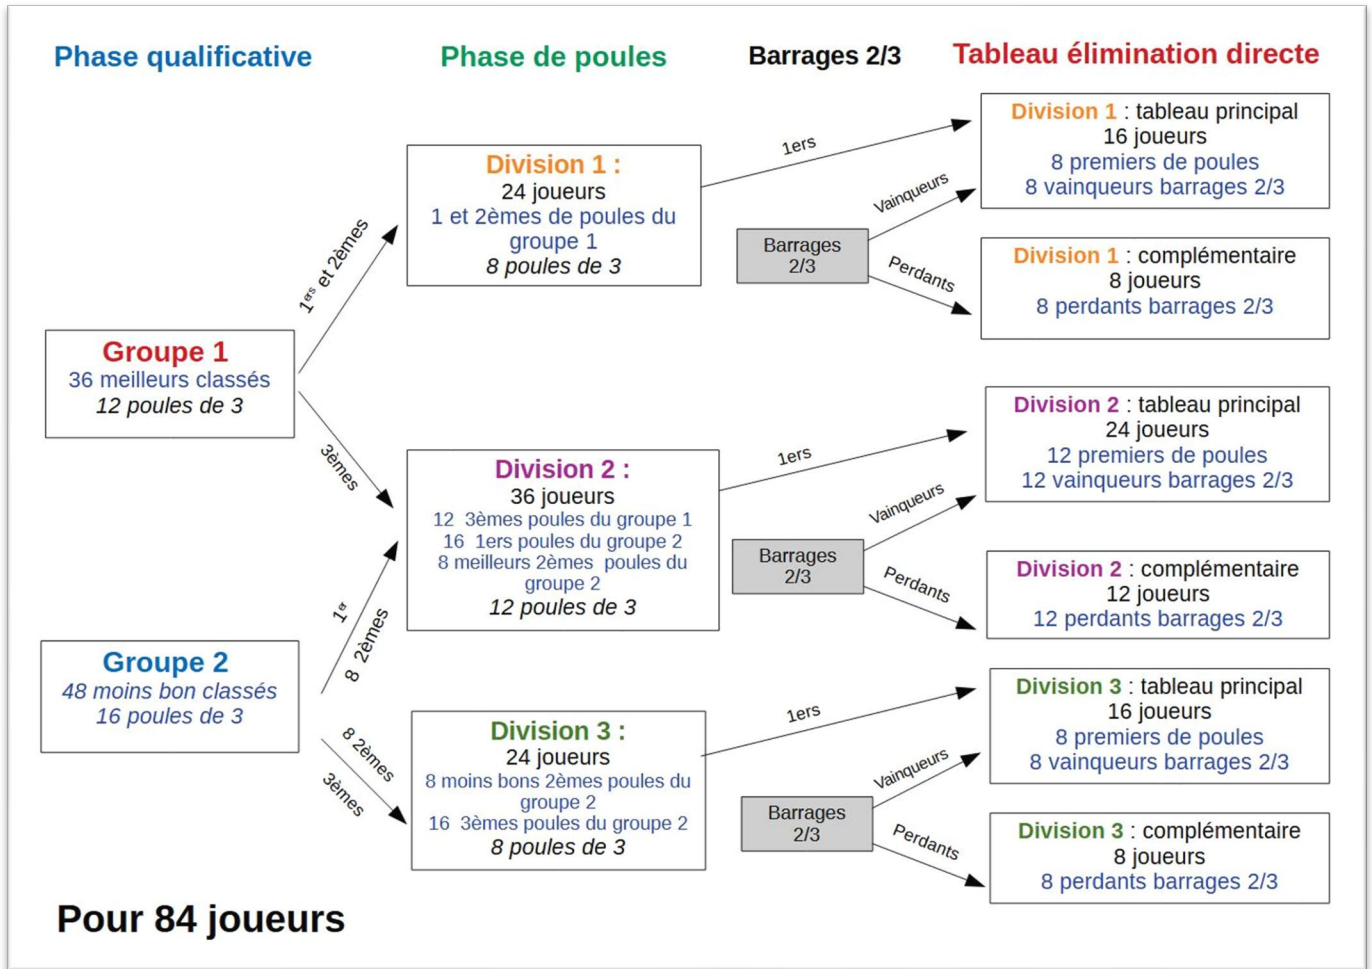 Phase qualificative
Phase de poules
Barrages 2/3
Tableau élimination directe
Groupe 1
36 meilleurs classés
12 poules de 3
1ers et 2èmes
3èmes
Groupe 2
48 moins bon classés
16 poules de 3
1er
8 2èmes
8 2èmes
3èmes
Division 1 :
24 joueurs
1 et 2èmes de poules du
groupe 1
8 poules de 3
1ers
Barrages
2/3
Vainqueurs
Perdants
Division 1 : tableau principal
16 joueurs
8 premiers de poules
8 vainqueurs barrages 2/3
Division 1 : complémentaire
8 joueurs
8 perdants barrages 2/3
Division 2 :
36 joueurs
12 3èmes poules du groupe 1
16 1ers poules du groupe 2
8 meilleurs 2èmes poules du
groupe 2
12 poules de 3
1ers
Barrages
2/3
Vainqueurs
Perdants
Division 2 : tableau principal
24 joueurs
12 premiers de poules
12 vainqueurs barrages 2/3
Division 2 : complémentaire
12 joueurs
12 perdants barrages 2/3
Division 3 :
24 joueurs
8 moins bons 2èmes poules du
groupe 2
16 3èmes poules du groupe 2
8 poules de 3
1ers
Barrages
2/3
Vainqueurs
Perdants
Division 3 : tableau principal
16 joueurs
8 premiers de poules
8 vainqueurs barrages 2/3
Division 3 : complémentaire
8 joueurs
8 perdants barrages 2/3
Pour 84 joueurs